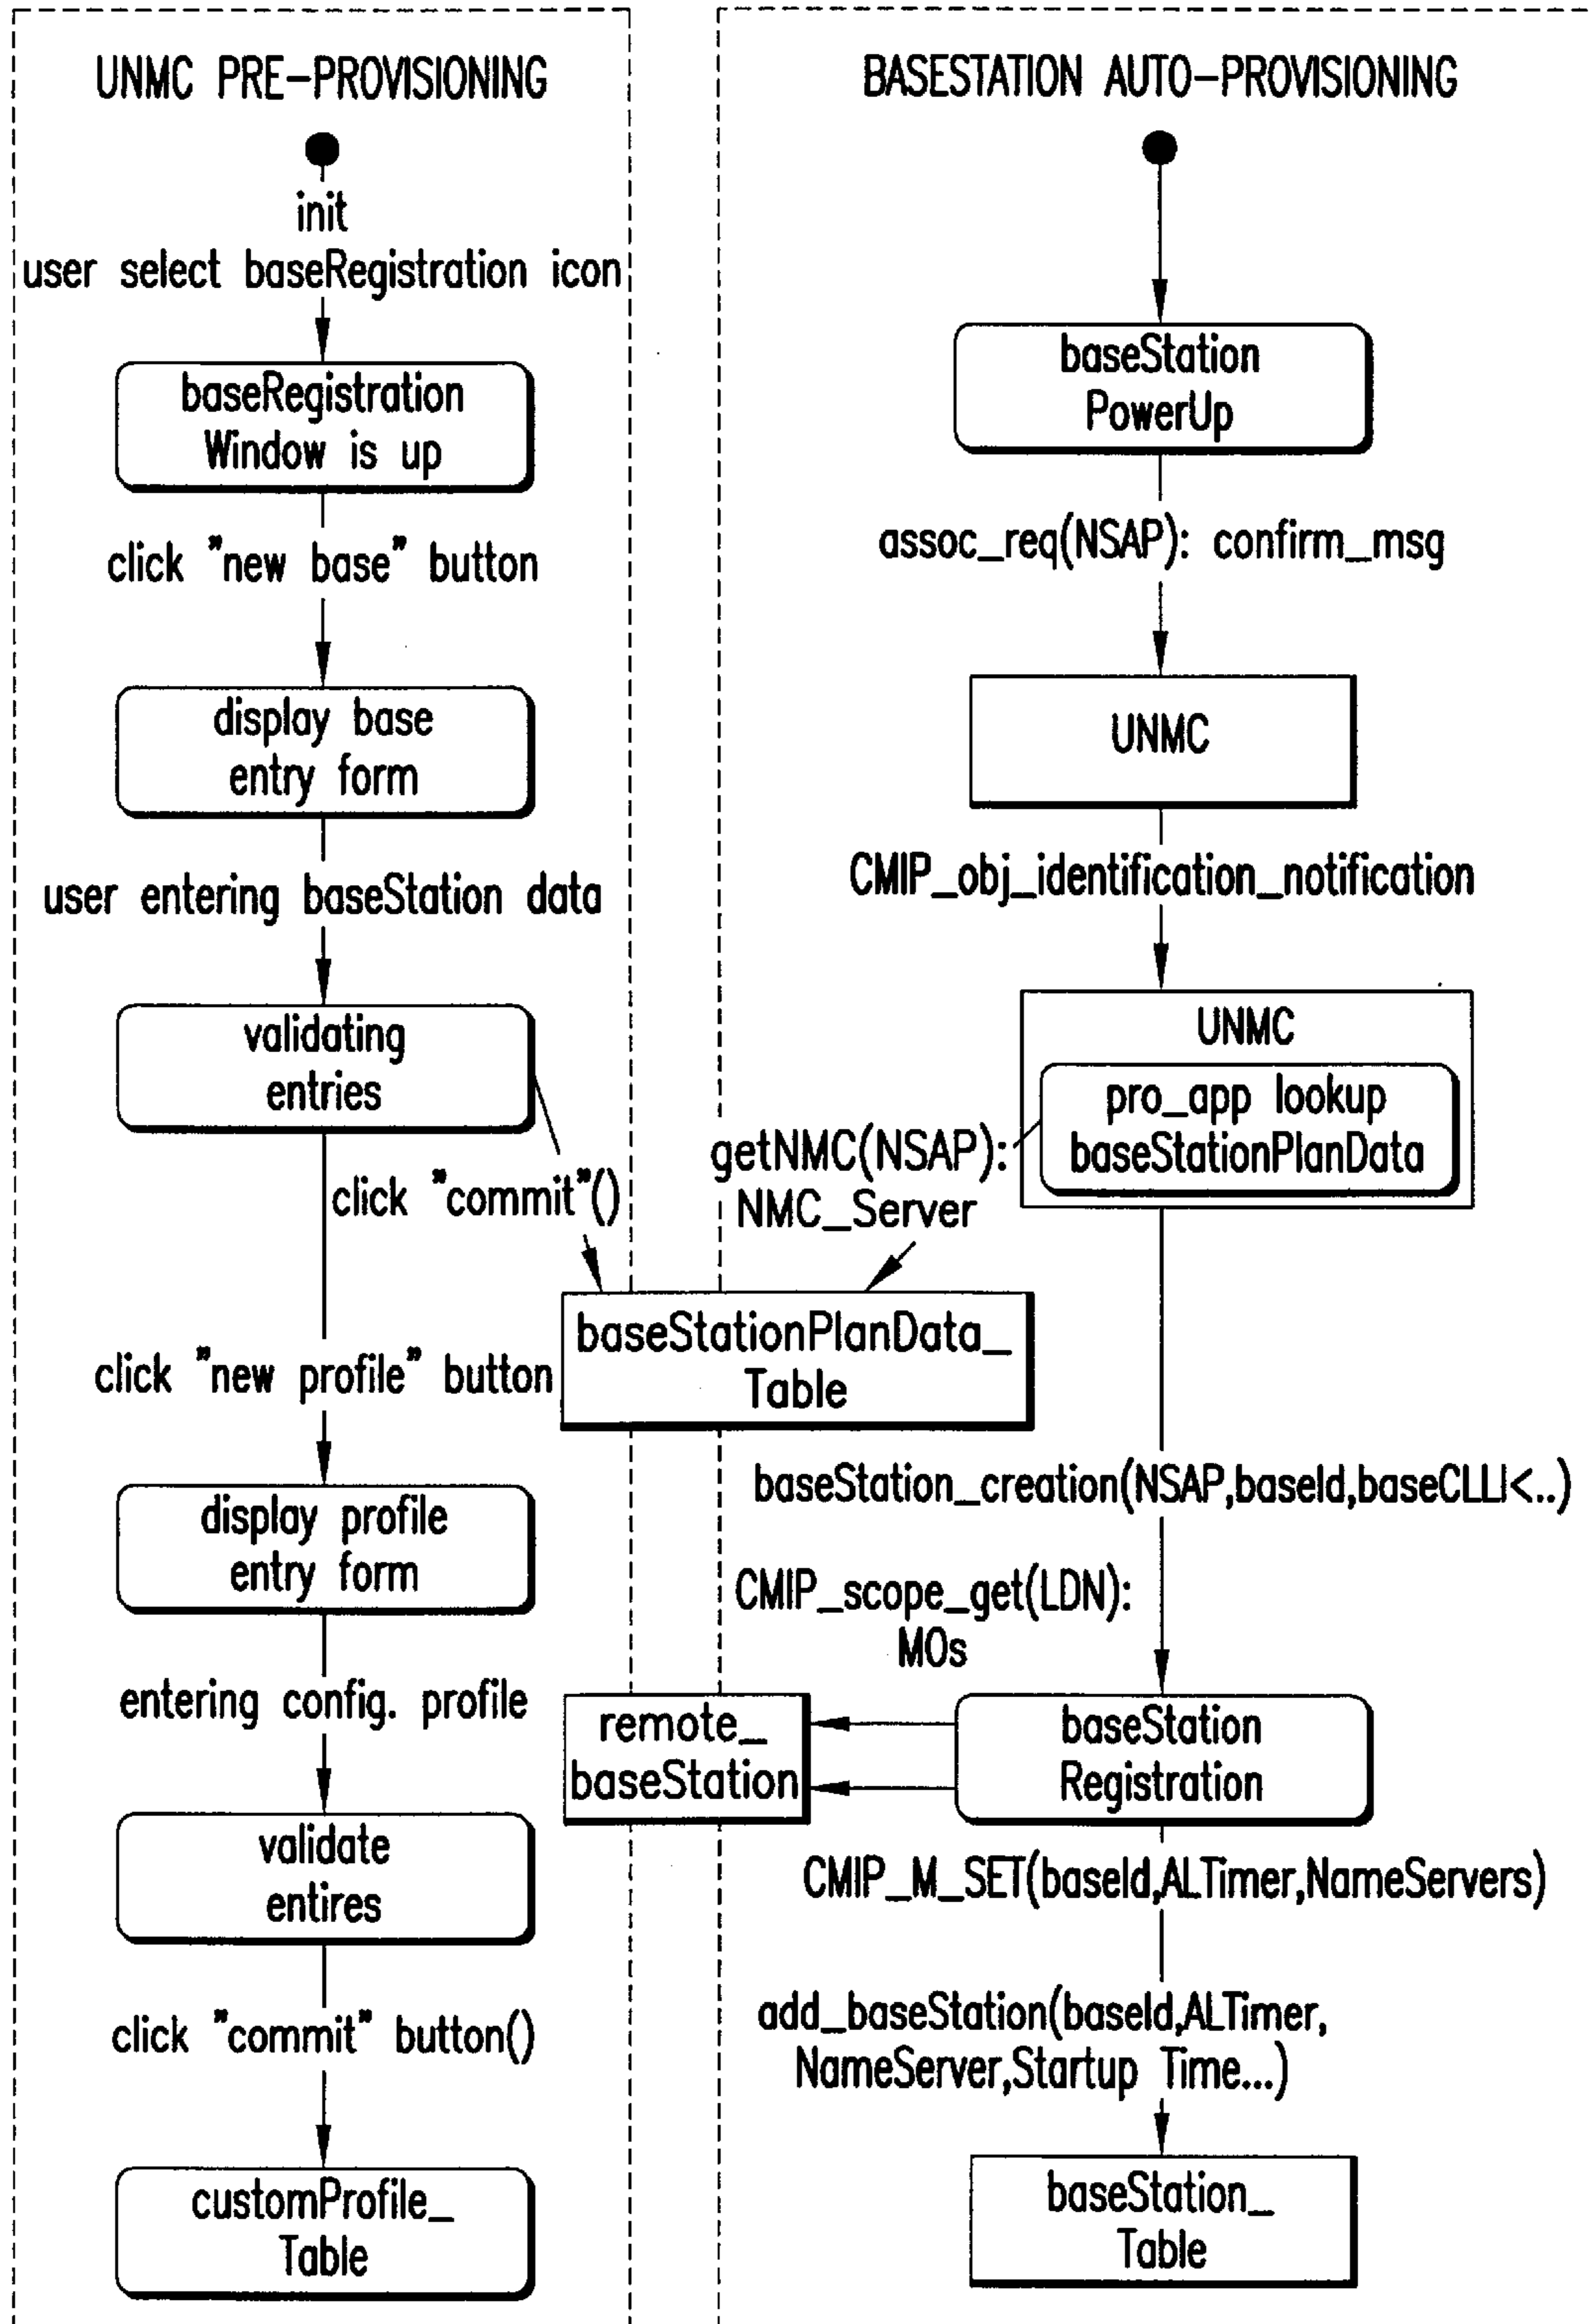 UNMC PRE-PROVISIONING
init
user select baseRegistration icon
baseRegistration
Window is up
click "new base" button
display base
entry form
user entering baseStation data
validating
entries
click "commit"()
click "new profile" button
display profile
entry form
entering config. profile
validate
entires
click "commit" button()
customProfile_
Table
baseStationPlanData_
Table
remote_
baseStation
BASESTATION AUTO-PROVISIONING
baseStation
PowerUp
assoc_req(NSAP): confirm_msg
UNMC
CMIP_obj_identification_notification
UNMC
pro_app lookup
baseStationPlanData
getNMC(NSAP):
NMC_Server
baseStation_creation(NSAP,baseId,baseCLLI<..)
CMIP_scope_get(LDN):
MOs
baseStation
Registration
CMIP_M_SET(baseId,ALTimer,NameServers)
add_baseStation(baseId,ALTimer,
NameServer,Startup Time...)
baseStation_
Table